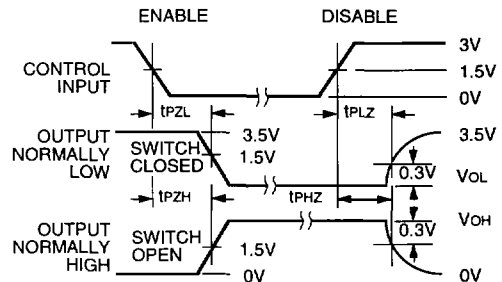 ENABLE DISABLE
3V
CONTROL INPUT 1.5V
0V
tPZL tPLZ
OUTPUT NORMALLY LOW
SWITCH CLOSED
3.5V
1.5V
3.5V
0.3V
VOL
tPZH tPHZ
VOH
0.3V
OUTPUT NORMALLY HIGH
SWITCH OPEN
1.5V
0V
0V